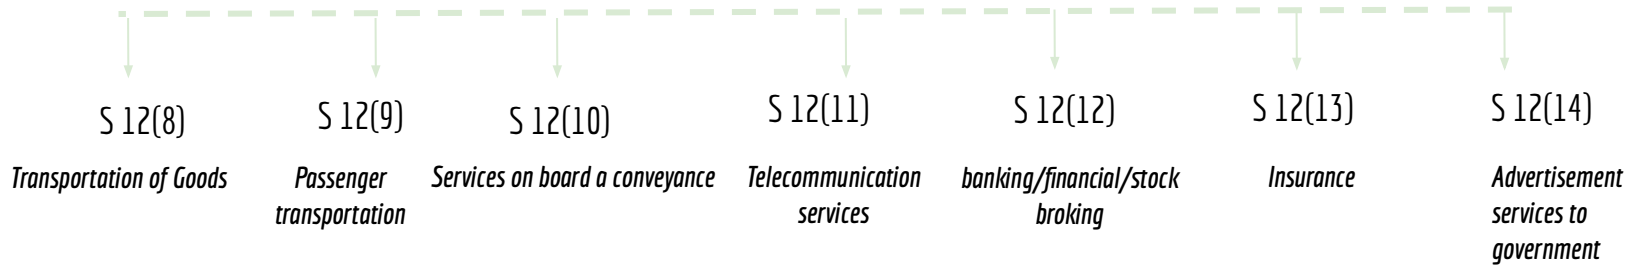 S 12(8)
Transportation of Goods
S 12(9)
Passenger
transportation
S 12(10)
Services on board a conveyance
S 12(11)
Telecommunication
services
S 12(12)
banking/financial/stock
broking
S 12(13)
Insurance
S 12(14)
Advertisement
services to
government